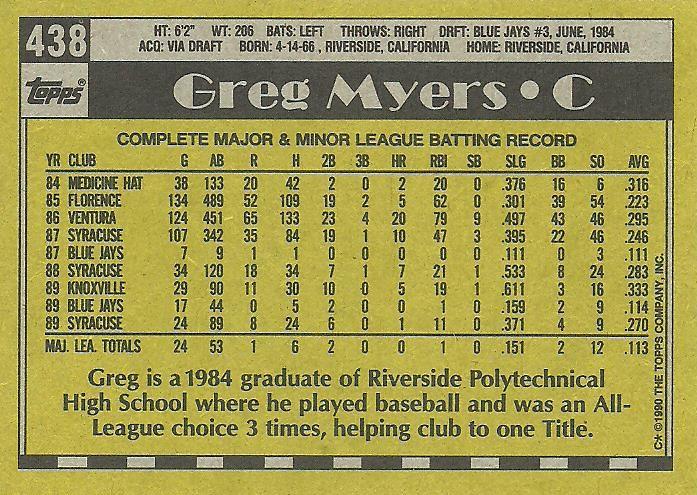 438
HT: 6'2" WT: 206 BATS: LEFT THROWS: RIGHT DRFT: BLUE JAYS #3, JUNE, 1984
ACQ: VIA DRAFT BORN: 4-14-66 , RIVERSIDE, CALIFORNIA HOME: RIVERSIDE, CALIFORNIA
Topps®
Greg Myers • C
COMPLETE MAJOR & MINOR LEAGUE BATTING RECORD
YR CLUB G AB R H 2B 3B HR RBI SB SLG BB SO AVG
84 MEDICINE HAT 38 133 20 42 2 0 2 20 0 .376 16 6 .316
85 FLORENCE 134 489 52 109 19 2 5 62 0 .301 39 54 .223
86 VENTURA 124 451 65 133 23 4 20 79 9 .497 43 46 .295
87 SYRACUSE 107 342 35 84 19 1 10 47 3 .395 22 46 .246
87 BLUE JAYS 7 9 1 1 0 0 0 0 0 .111 0 3 .111
88 SYRACUSE 34 120 18 34 7 1 7 21 1 .533 8 24 .283
89 KNOXVILLE 29 90 11 30 10 0 5 19 1 .611 3 16 .333
89 BLUE JAYS 17 44 0 5 2 0 0 1 0 .159 2 9 .114
89 SYRACUSE 24 89 8 24 6 0 1 11 0 .371 4 9 .270
MAJ. LEA. TOTALS 24 53 1 6 2 0 0 1 0 .151 2 12 .113
Greg is a 1984 graduate of Riverside Polytechnical
High School where he played baseball and was an All-
League choice 3 times, helping club to one Title.
C* ©1990 THE TOPPS COMPANY, INC.